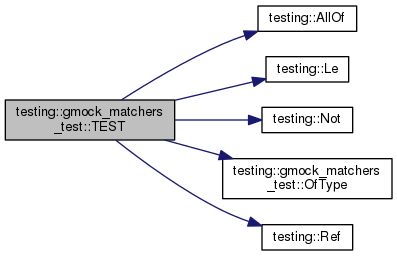 testing::AllOf
testing::Le
testing::gmock_matchers
_test::TEST
testing::Not
testing::gmock_matchers
_test::OfType
testing::Ref